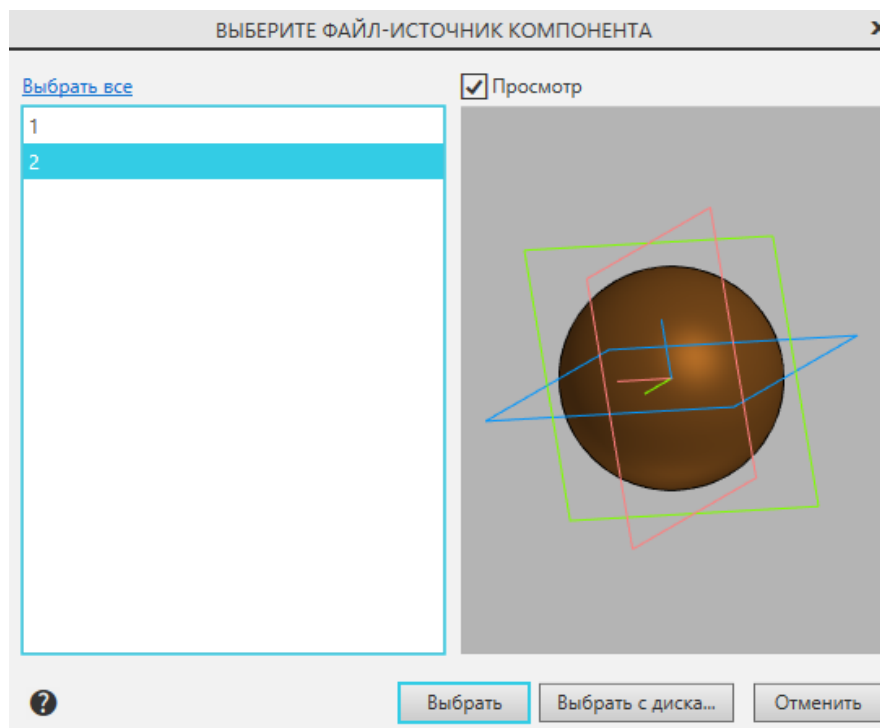 ВЫБЕРИТЕ ФАЙЛ-ИСТОЧНИК КОМПОНЕНТА
Выбрать все
Просмотр
1
2
Выбрать
Выбрать с диска...
Отменить